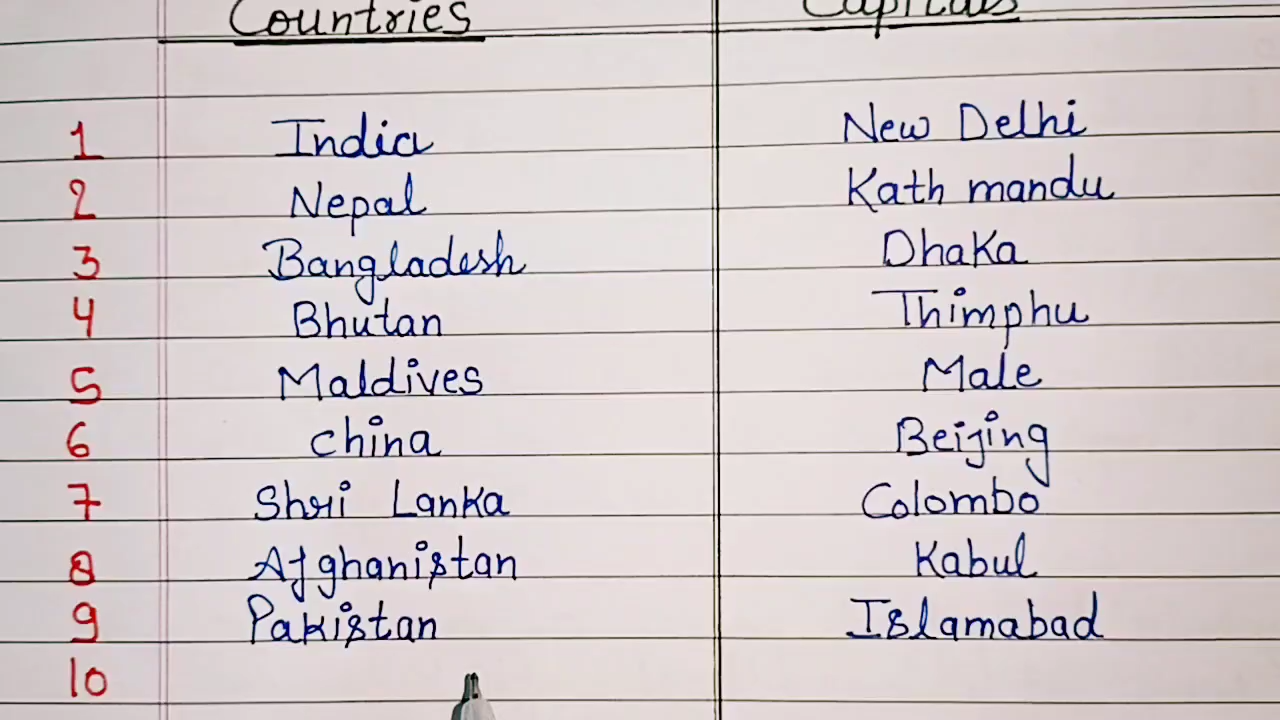 Countries Capitals
1 India New Delhi
2 Nepal Kath mandu
3 Bangladesh Dhaka
4 Bhutan Thimphu
5 Maldives Male
6 china Beijing
7 Shri Lanka Colombo
8 Afghanistan Kabul
9 Pakistan Islamabad
10